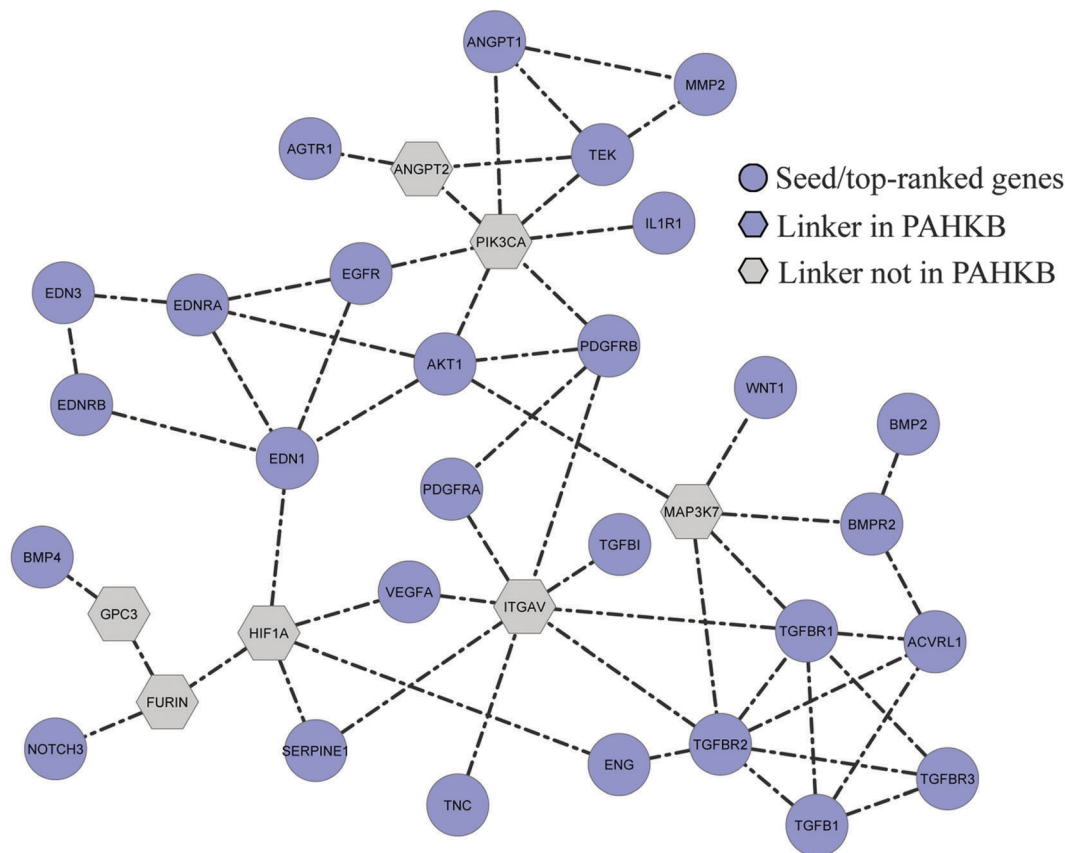 ANGPT1
MMP2
AGTR1
ANGPT2
TEK
Seed/top-ranked genes
Linker in PAHKB
Linker not in PAHKB
IL1R1
PIK3CA
EGFR
EDN3
EDNRA
PDGFRB
AKT1
WNT1
EDNRB
BMP2
EDN1
PDGFRA
MAP3K7
BMPR2
TGFBI
BMP4
VEGFA
ITGAV
GPC3
HIF1A
TGFBR1
ACVRL1
FURIN
NOTCH3
SERPINE1
ENG
TGFBR2
TGFBR3
TNC
TGFB1